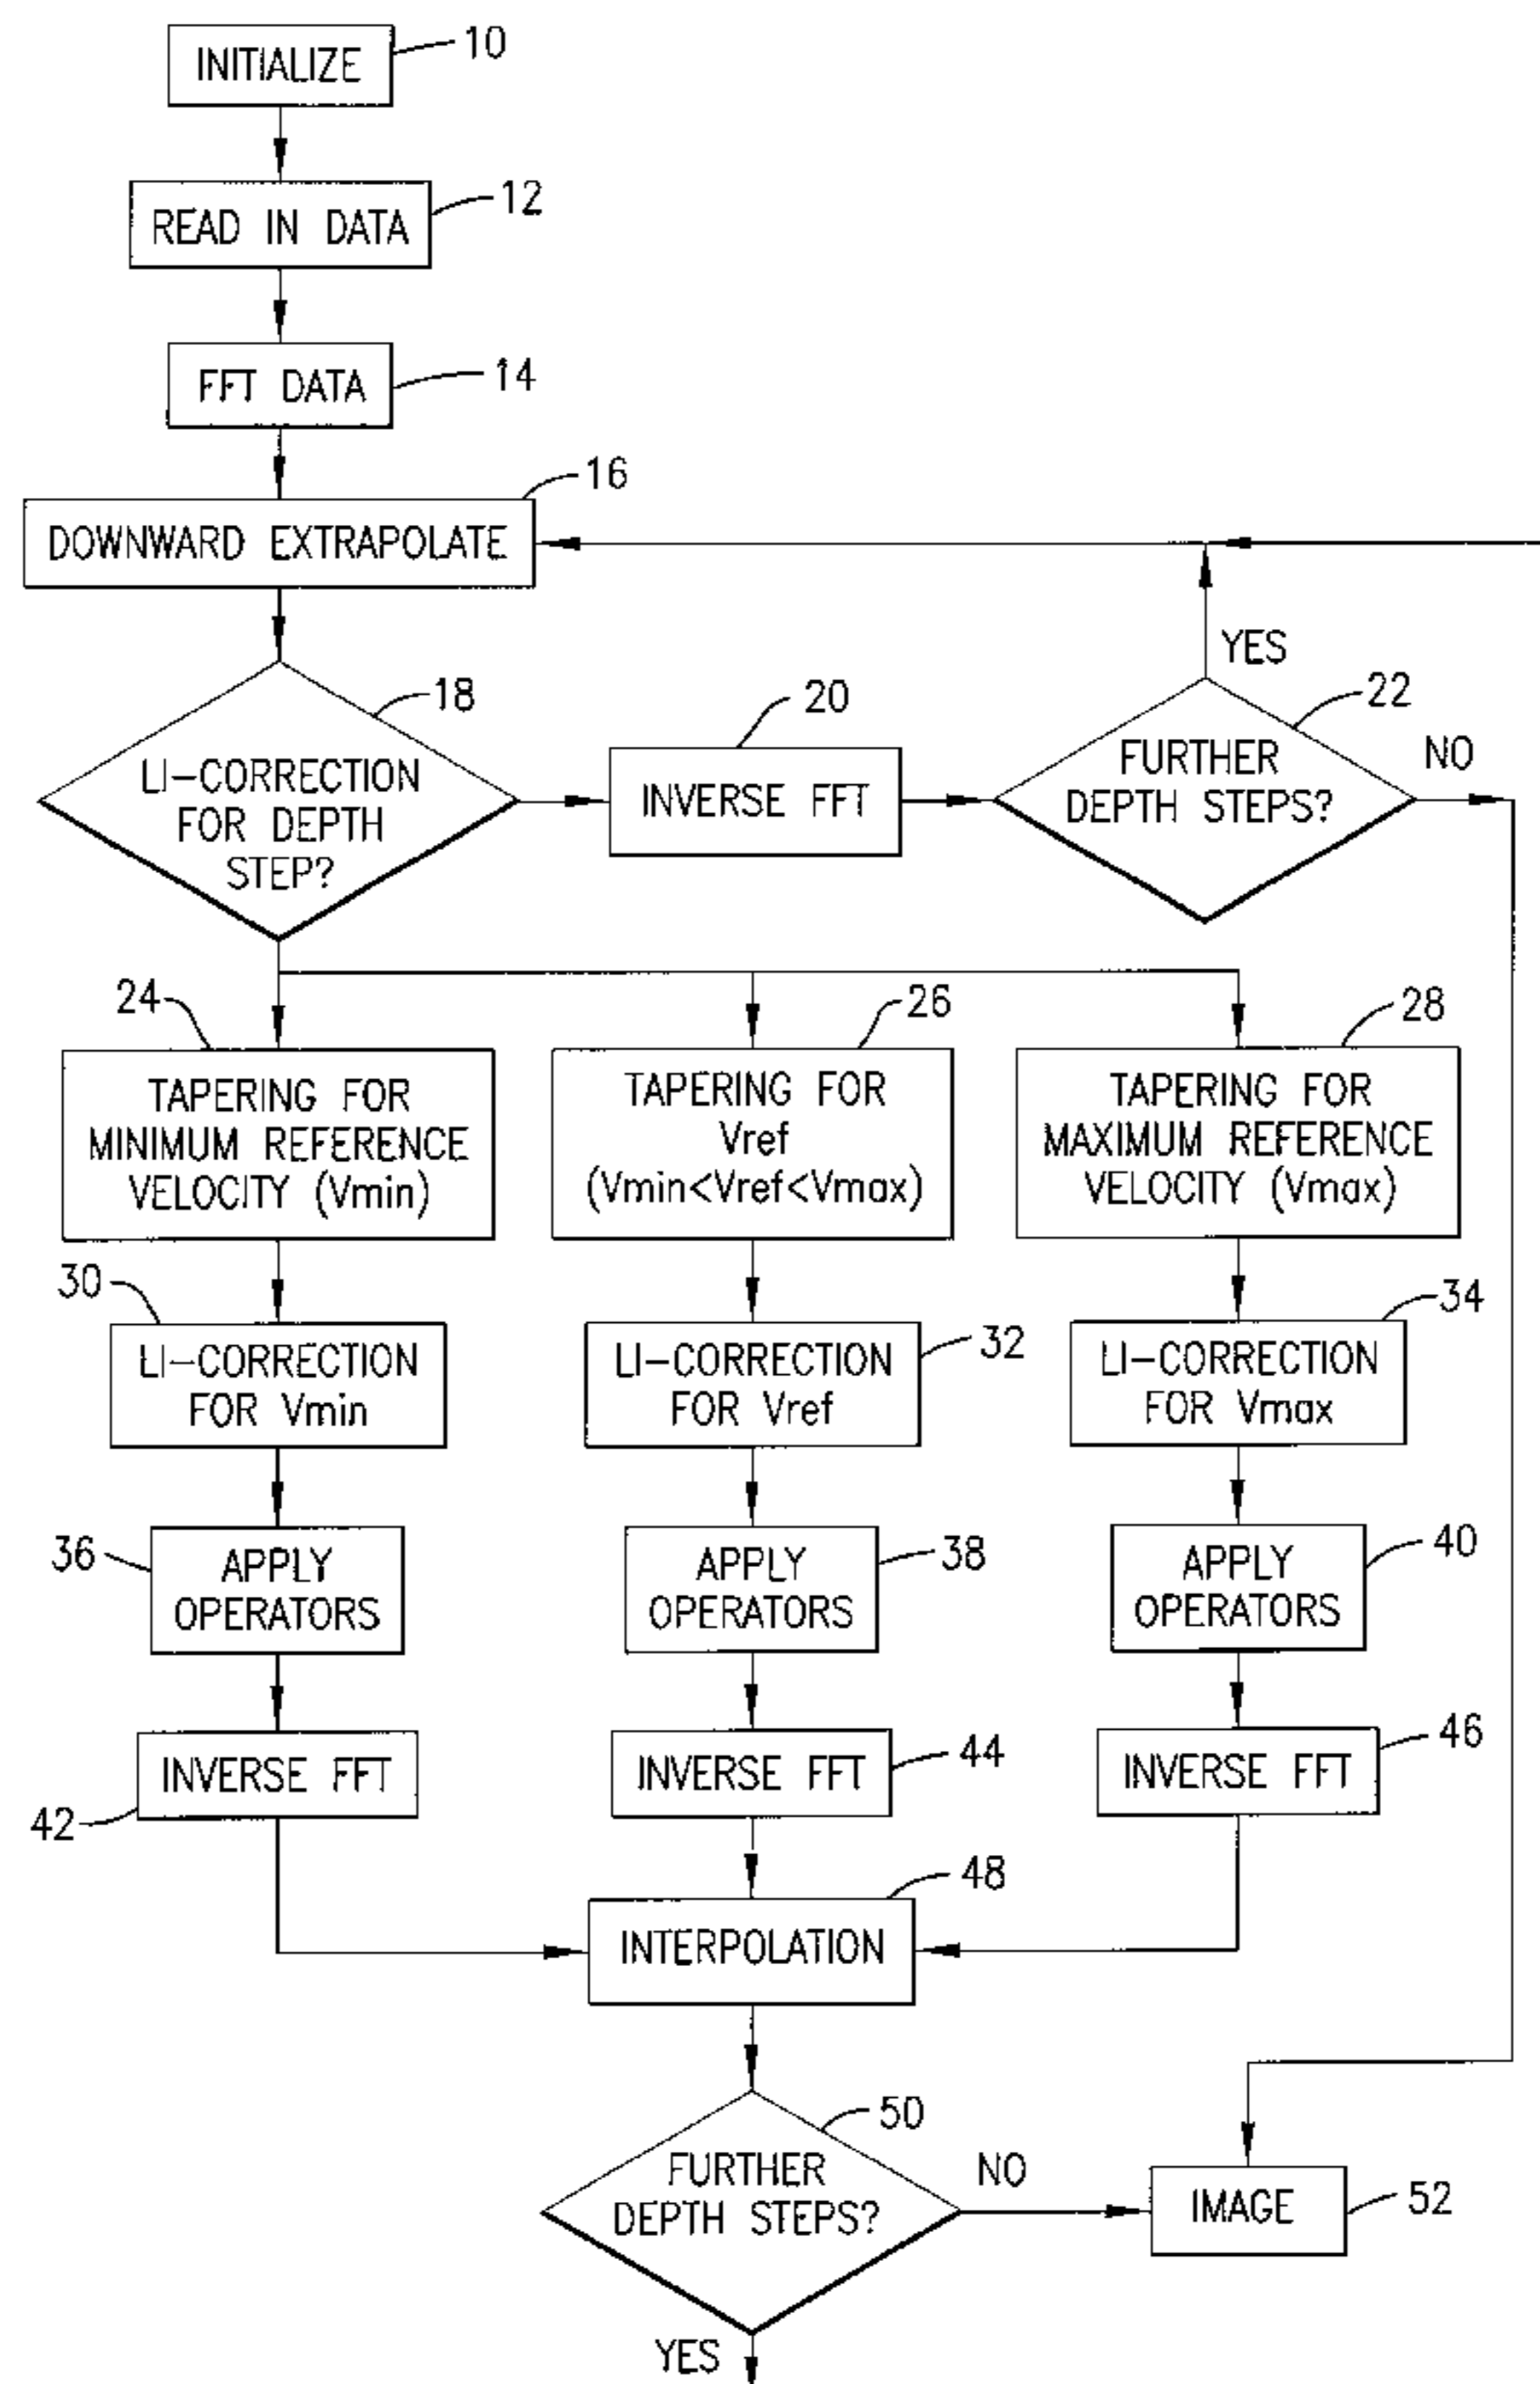 INITIALIZE
10
READ IN DATA
12
FFT DATA
14
16
DOWNWARD EXTRAPOLATE
YES
18
LI-CORRECTION
FOR DEPTH
STEP?
20
INVERSE FFT
22
FURTHER
DEPTH STEPS?
NO
24
TAPERING FOR
MINIMUM REFERENCE
VELOCITY (Vmin)
26
TAPERING FOR
Vref
(Vmin<Vref<Vmax)
28
TAPERING FOR
MAXIMUM REFERENCE
VELOCITY (Vmax)
30
LI-CORRECTION
FOR Vmin
32
LI-CORRECTION
FOR Vref
34
LI-CORRECTION
FOR Vmax
36
APPLY
OPERATORS
38
APPLY
OPERATORS
40
APPLY
OPERATORS
42
INVERSE FFT
44
INVERSE FFT
46
INVERSE FFT
48
INTERPOLATION
50
FURTHER
DEPTH STEPS?
NO
IMAGE
52
YES